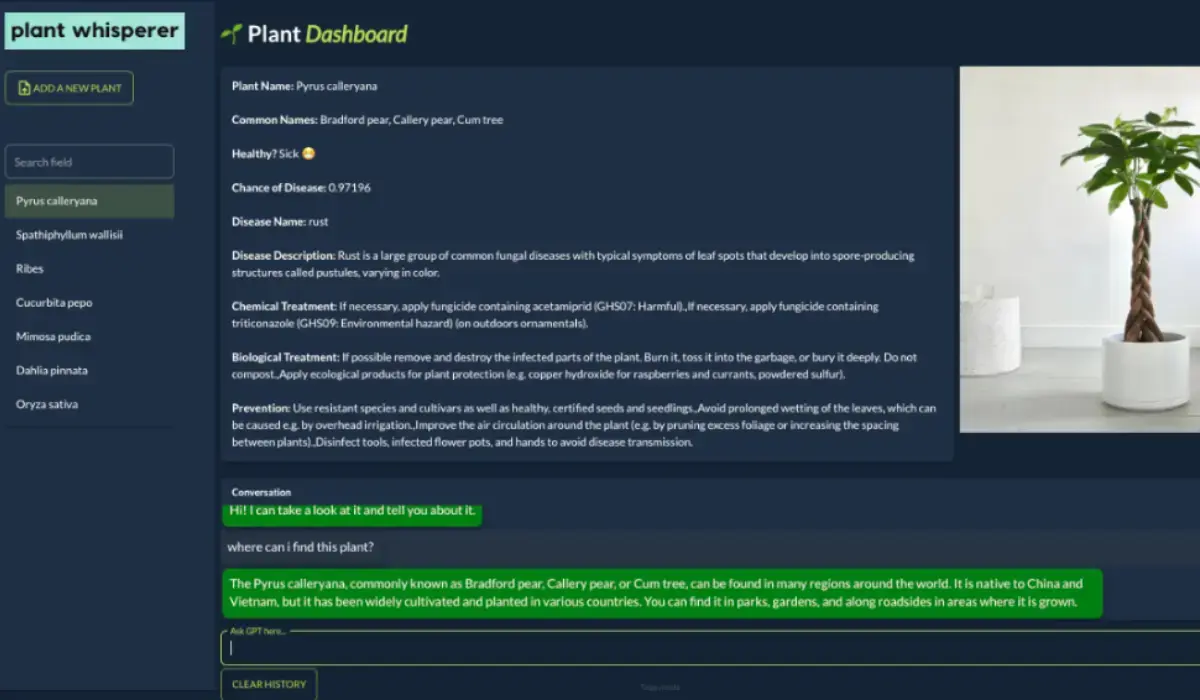 plant whisperer
ADD A NEW PLANT
Search field
Pyrus calleryana
Spathiphyllum wallisii
Ribes
Cucurbita pepo
Mimosa pudica
Dahlia pinnata
Oryza sativa
Plant Dashboard
Plant Name: Pyrus calleryana
Common Names: Bradford pear, Callery pear, Cum tree
Healthy? Sick 😷
Chance of Disease: 0.97196
Disease Name: rust
Disease Description: Rust is a large group of common fungal diseases with typical symptoms of leaf spots that develop into spore-producing
structures called pustules, varying in color.
Chemical Treatment: If necessary, apply fungicide containing acetamiprid (GHS07: Harmful).,If necessary, apply fungicide containing
triticonazole (GHS09: Environmental hazard) (on outdoors ornamentals).
Biological Treatment: If possible remove and destroy the infected parts of the plant. Burn it, toss it into the garbage, or bury it deeply. Do not
compost.,Apply ecological products for plant protection (e.g. copper hydroxide for raspberries and currants, powdered sulfur).
Prevention: Use resistant species and cultivars as well as healthy, certified seeds and seedlings.,Avoid prolonged wetting of the leaves, which can
be caused e.g. by overhead irrigation.,Improve the air circulation around the plant (e.g. by pruning excess foliage or increasing the spacing
between plants).,Disinfect tools, infected flower pots, and hands to avoid disease transmission.
Conversation
Hi! I can take a look at it and tell you about it.
where can i find this plant?
The Pyrus calleryana, commonly known as Bradford pear, Callery pear, or Cum tree, can be found in many regions around the world. It is native to China and
Vietnam, but it has been widely cultivated and planted in various countries. You can find it in parks, gardens, and along roadsides in areas where it is grown.
Ask GPT here...
CLEAR HISTORY